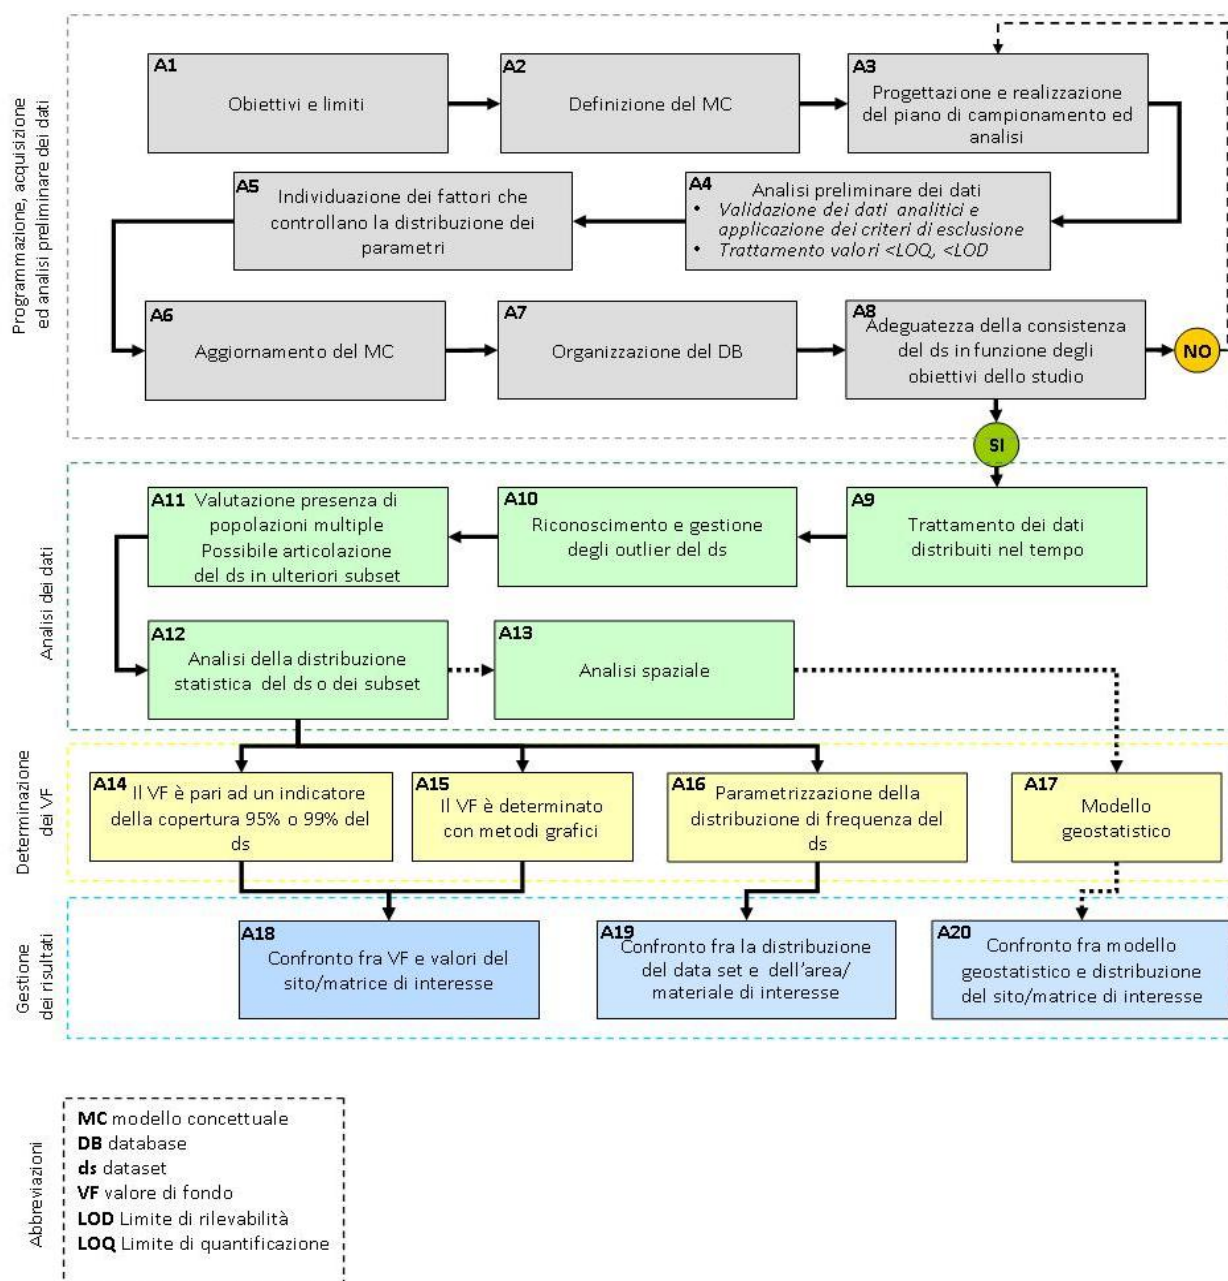 Programmazione, acquisizione
ed analisi preliminare dei dati
A1
Obiettivi e limiti
A2
Definizione del MC
A3
Progettazione e realizzazione
del piano di campionamento ed
analisi
A4
Analisi preliminare dei dati
• Validazione dei dati analitici e
applicazione dei criteri di esclusione
• Trattamento valori <LOQ, <LOD
A5
Individuazione dei fattori che
controllano la distribuzione dei
parametri
A6
Aggiornamento del MC
A7
Organizzazione del DB
A8
Adeguatezza della consistenza
del ds in funzione degli
obiettivi dello studio
NO
SI
Analisi dei dati
A9
Trattamento dei dati
distribuiti nel tempo
A10
Riconoscimento e gestione
degli outlier del ds
A11
Valutazione presenza di
popolazioni multiple
Possibile articolazione
del ds in ulteriori subset
A12
Analisi della distribuzione
statistica del ds o dei subset
A13
Analisi spaziale
Determinazione
dei VF
A14
Il VF è pari ad un indicatore
della copertura 95% o 99% del
ds
A15
Il VF è determinato
con metodi grafici
A16
Parametrizzazione della
distribuzione di frequenza del
ds
A17
Modello
geostatistico
Gestione
dei risultati
A18
Confronto fra VF e valori del
sito/matrice di interesse
A19
Confronto fra la distribuzione
del data set e dell'area/
materiale di interesse
A20
Confronto fra modello
geostatistico e distribuzione
del sito/matrice di interesse
Abbreviazioni
MC modello concettuale
DB database
ds dataset
VF valore di fondo
LOD Limite di rilevabilità
LOQ Limite di quantificazione